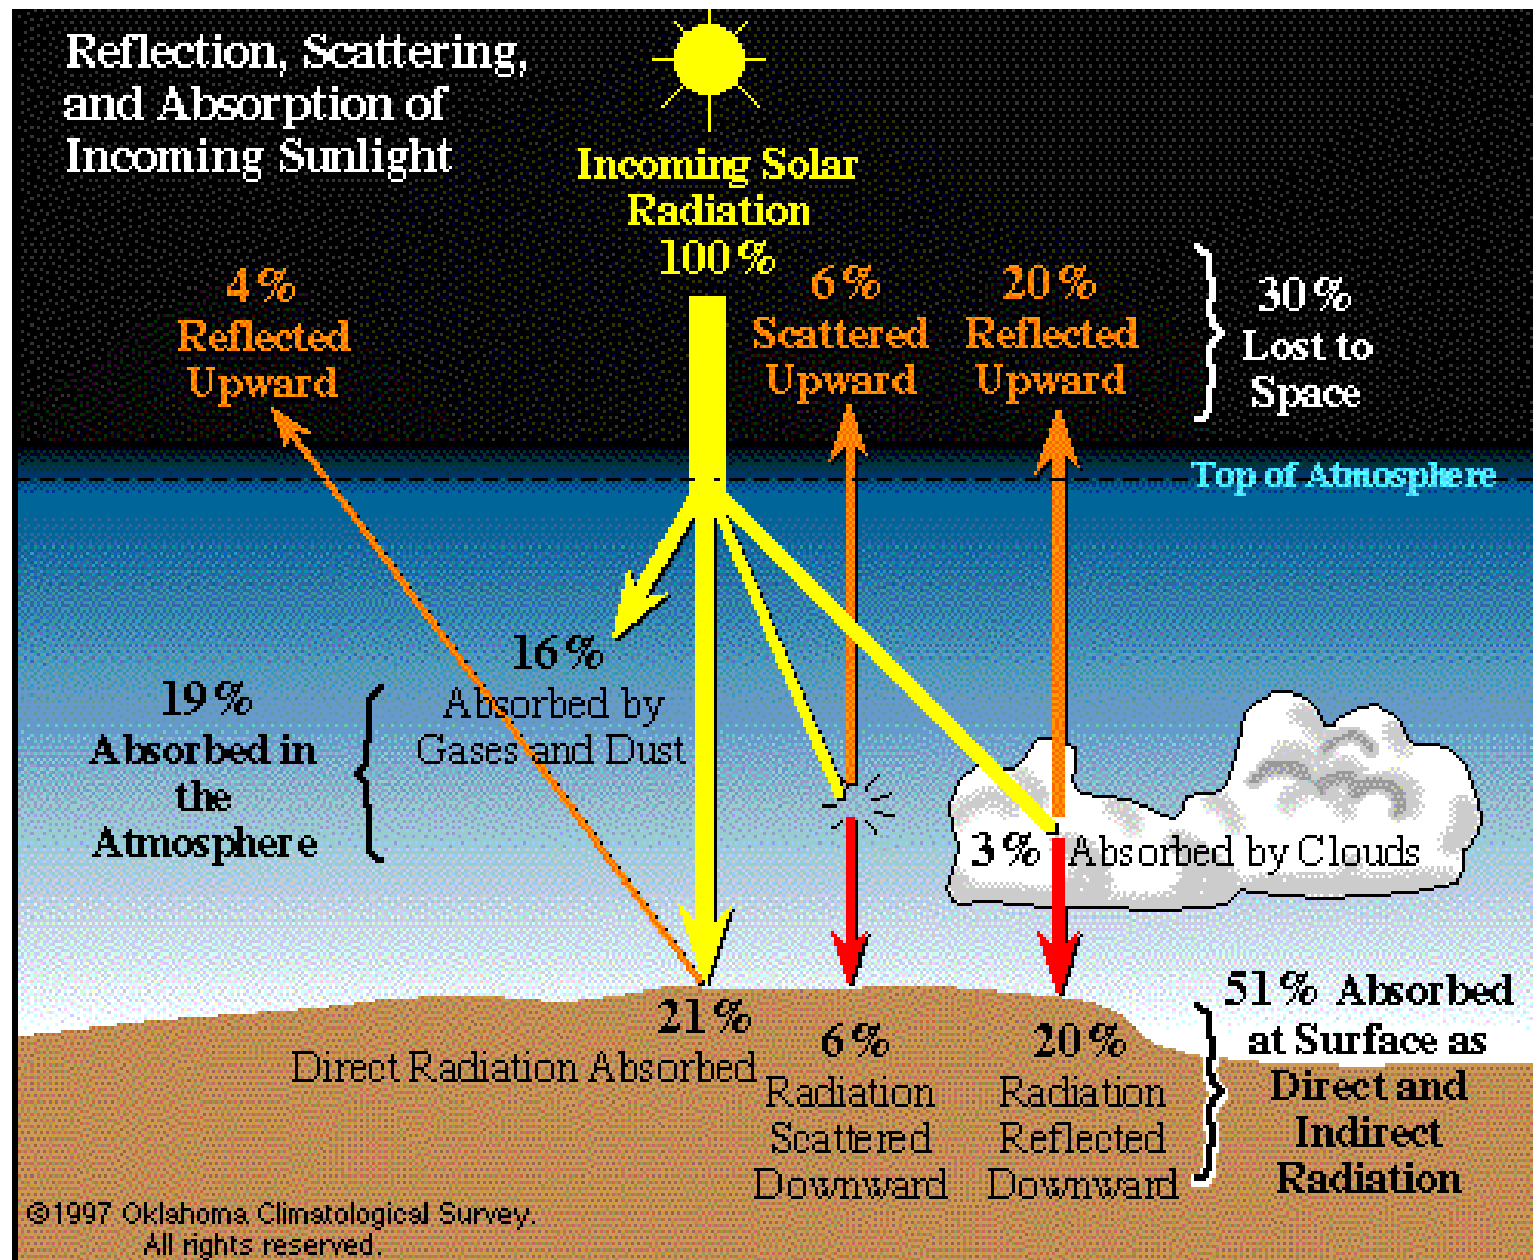 Reflection, Scattering,
and Absorption of
Incoming Sunlight
Incoming Solar
Radiation
100%
4%
Reflected
Upward
6%
Scattered
Upward
20%
Reflected
Upward
30%
Lost to
Space
Top of Atmosphere
16%
Absorbed by
Gases and Dust
19%
Absorbed in
the
Atmosphere
3% Absorbed by Clouds
21%
Direct Radiation Absorbed
6%
Radiation
Scattered
Downward
20%
Radiation
Reflected
Downward
51% Absorbed
at Surface as
Direct and
Indirect
Radiation
©1997 Oklahoma Climatological Survey.
All rights reserved.